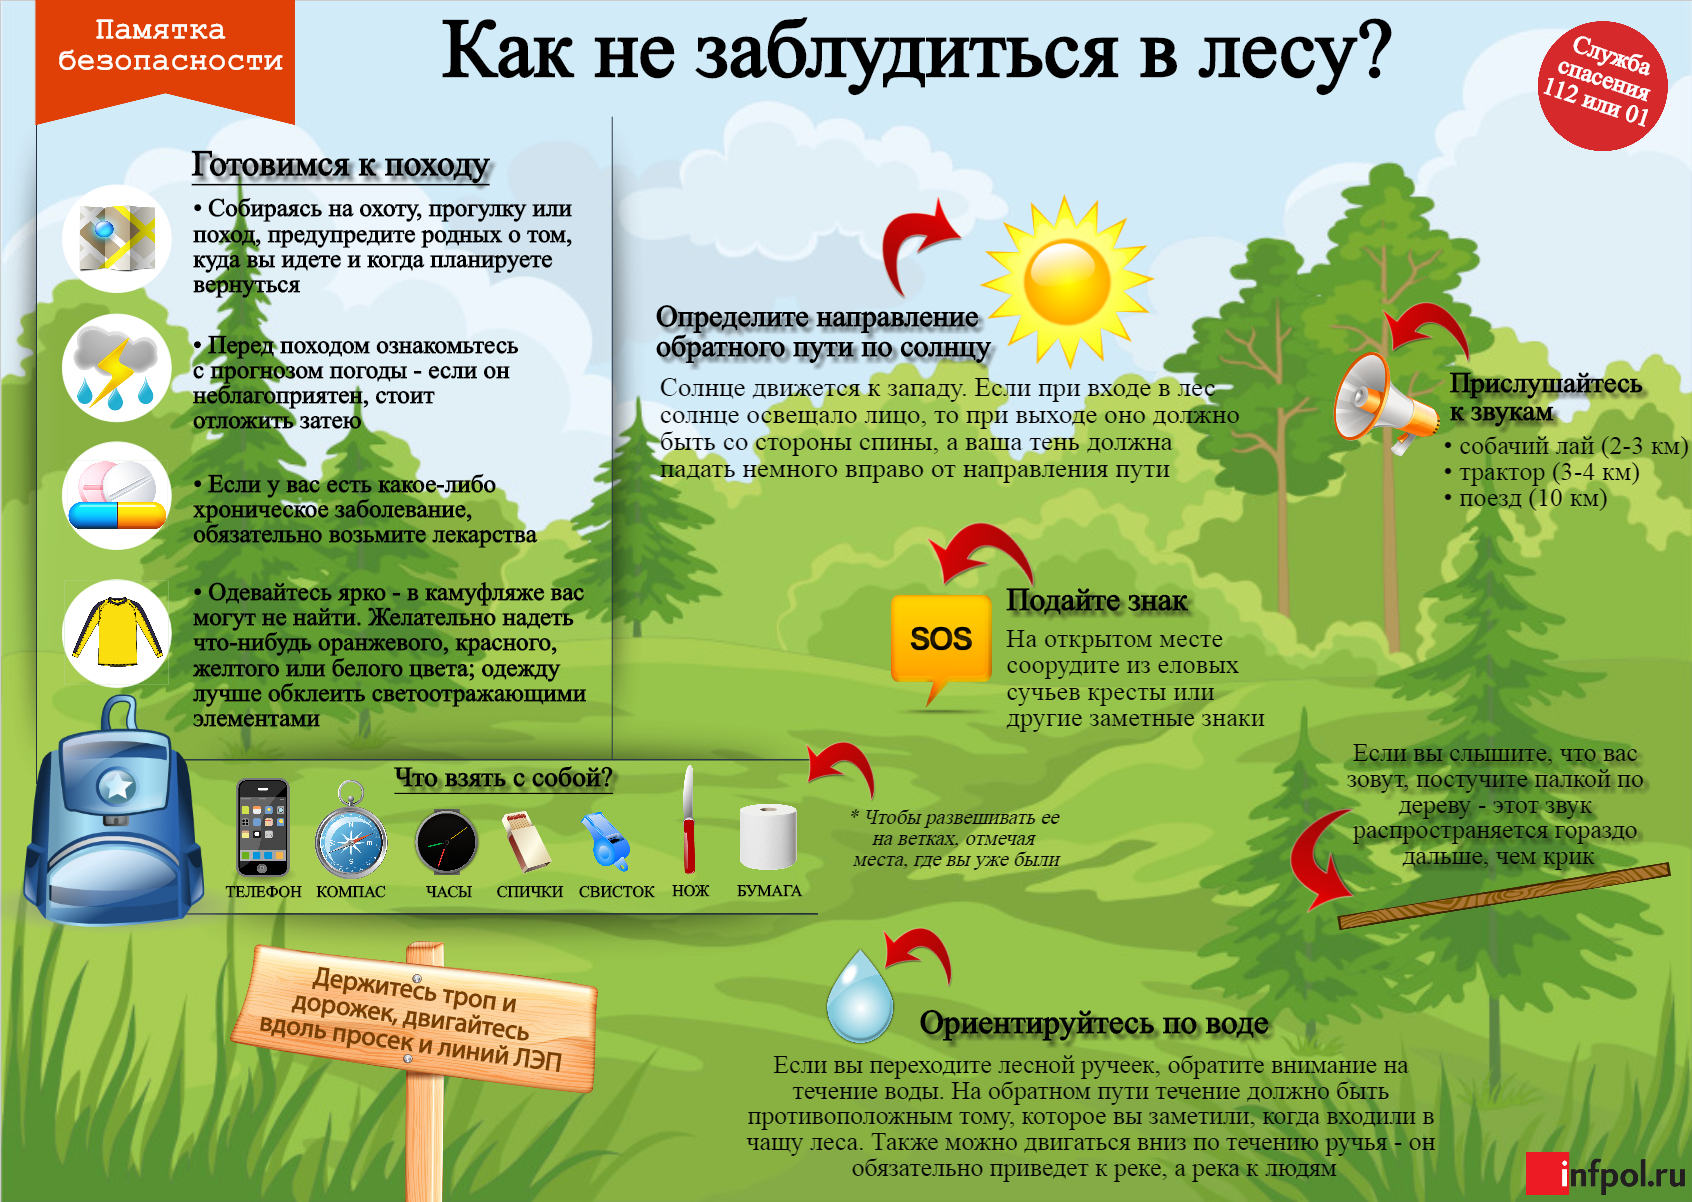 Памятка
безопасности
Как не заблудиться в лесу?
Служба
спасения
112 или 01
Готовимся к походу
• Собираясь на охоту, прогулку или
поход, предупредите родных о том,
куда вы идете и когда планируете
вернуться
• Перед походом ознакомьтесь
с прогнозом погоды - если он
неблагоприятен, стоит
отложить затею
• Если у вас есть какое-либо
хроническое заболевание,
обязательно возьмите лекарства
• Одевайтесь ярко - в камуфляже вас
могут не найти. Желательно надеть
что-нибудь оранжевого, красного,
желтого или белого цвета; одежду
лучше обклеить светоотражающими
элементами
Определите направление
обратного пути по солнцу
Солнце движется к западу. Если при входе в лес
солнце освещало лицо, то при выходе оно должно
быть со стороны спины, а ваша тень должна
падать немного вправо от направления пути
Прислушайтесь
к звукам
• собачий лай (2-3 км)
• трактор (3-4 км)
• поезд (10 км)
SOS
Подайте знак
На открытом месте
соорудите из еловых
сучьев кресты или
другие заметные знаки
Если вы слышите, что вас
зовут, постучите палкой по
дереву - этот звук
распространяется гораздо
дальше, чем крик
Что взять с собой?
ТЕЛЕФОН КОМПАС ЧАСЫ СПИЧКИ СВИСТОК НОЖ БУМАГА
* Чтобы развешивать ее
на ветках, отмечая
места, где вы уже были
Держитесь троп и
дорожек, двигайтесь
вдоль просек и линий ЛЭП
Ориентируйтесь по воде
Если вы переходите лесной ручеек, обратите внимание на
течение воды. На обратном пути течение должно быть
противоположным тому, которое вы заметили, когда входили в
чащу леса. Также можно двигаться вниз по течению ручья - он
обязательно приведет к реке, а река к людям
infpol.ru